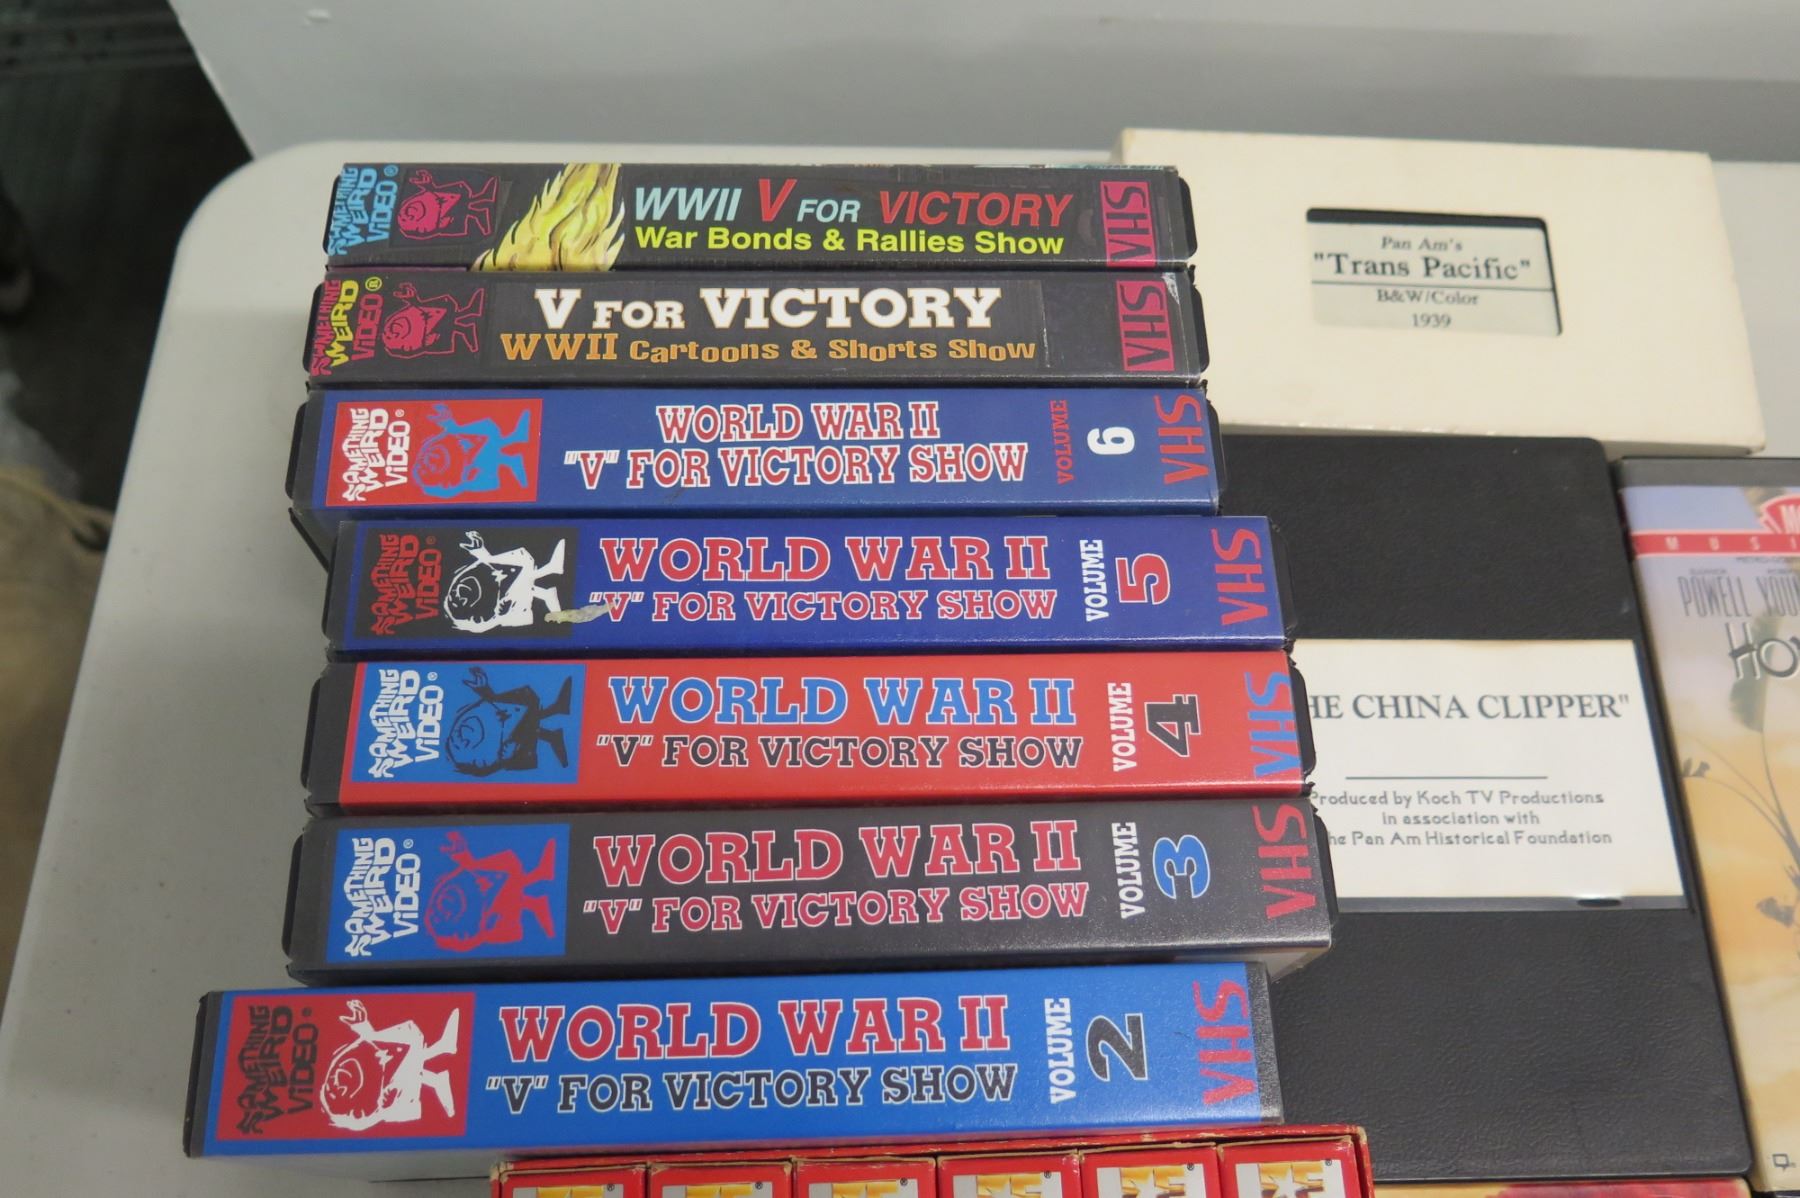 SOMETHING
WEIRD
VIDEO®
WWII V FOR VICTORY
War Bonds & Rallies Show
VHS
SOMETHING
WEIRD
VIDEO®
V FOR VICTORY
WWII Cartoons & Shorts Show
VHS
SOMETHING
WEIRD
VIDEO®
WORLD WAR II
"V" FOR VICTORY SHOW
VOLUME
6
VHS
SOMETHING
WEIRD
VIDEO®
WORLD WAR II
"V" FOR VICTORY SHOW
VOLUME
5
VHS
SOMETHING
WEIRD
VIDEO®
WORLD WAR II
"V" FOR VICTORY SHOW
VOLUME
4
VHS
SOMETHING
WEIRD
VIDEO®
WORLD WAR II
"V" FOR VICTORY SHOW
VOLUME
3
VHS
SOMETHING
WEIRD
VIDEO®
WORLD WAR II
"V" FOR VICTORY SHOW
VOLUME
2
VHS
Pan Am's
"Trans Pacific"
B&W/Color
1939
HE CHINA CLIPPER"
Produced by Koch TV Productions
in association with
he Pan Am Historical Foundation
MUSI
POWELL YOUN
HO